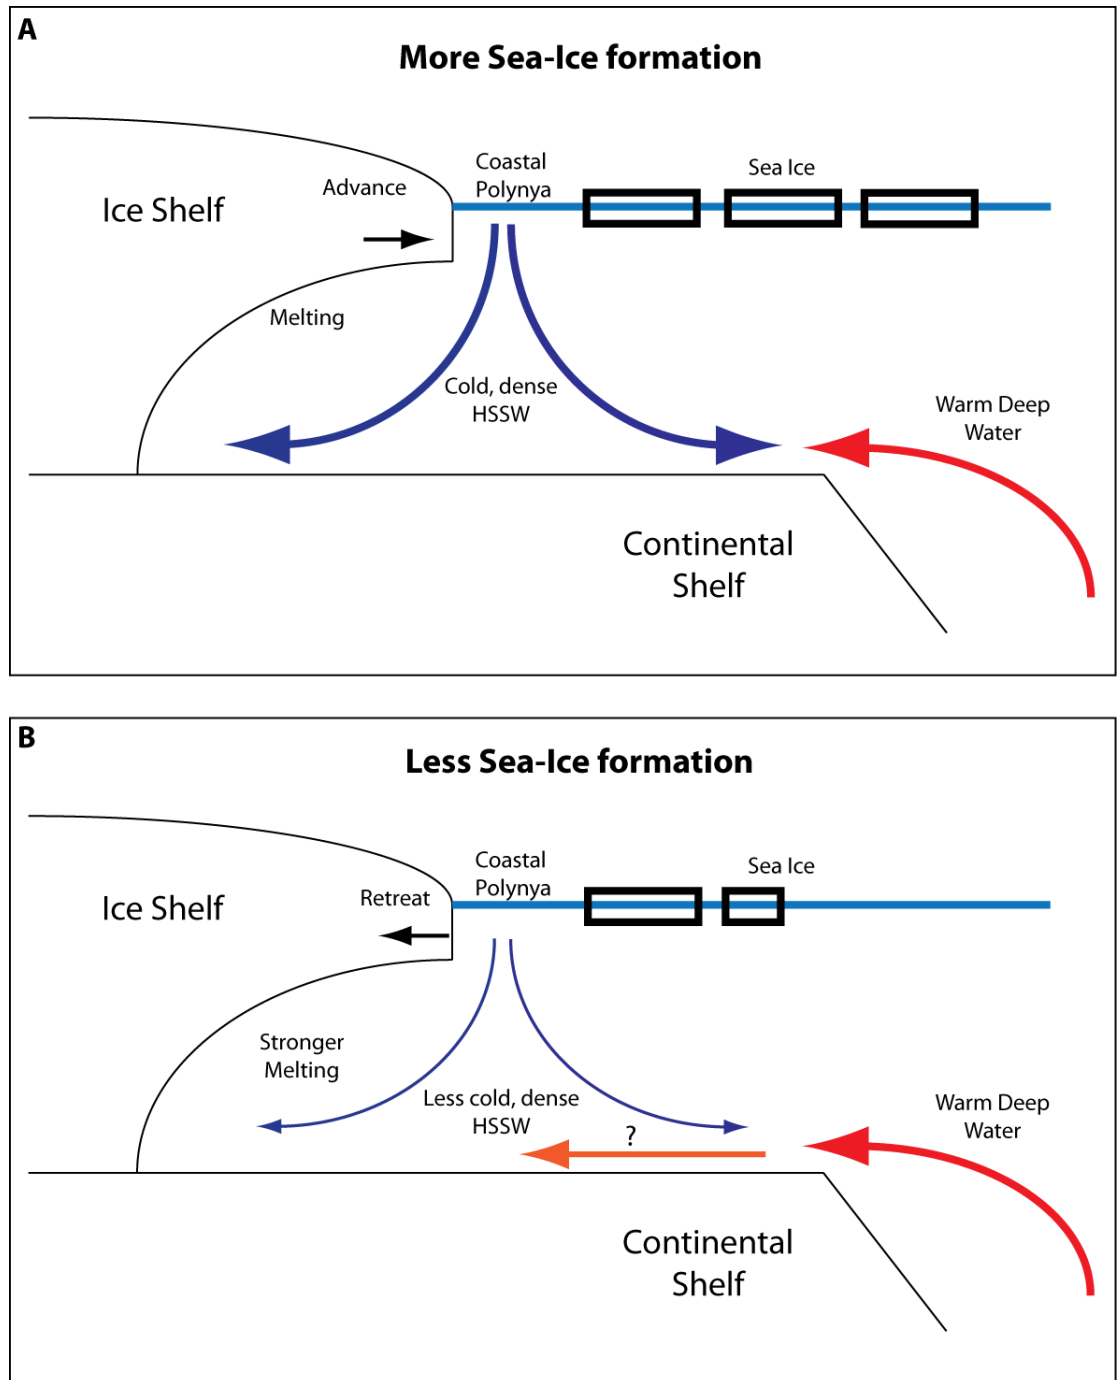 A
More Sea-Ice formation
Coastal
Polynya
Sea Ice
Advance
Ice Shelf
Melting
Cold, dense
HSSW
Warm Deep
Water
Continental
Shelf
B
Less Sea-Ice formation
Coastal
Polynya
Sea Ice
Retreat
Ice Shelf
Stronger
Melting
Less cold, dense
HSSW
?
Warm Deep
Water
Continental
Shelf